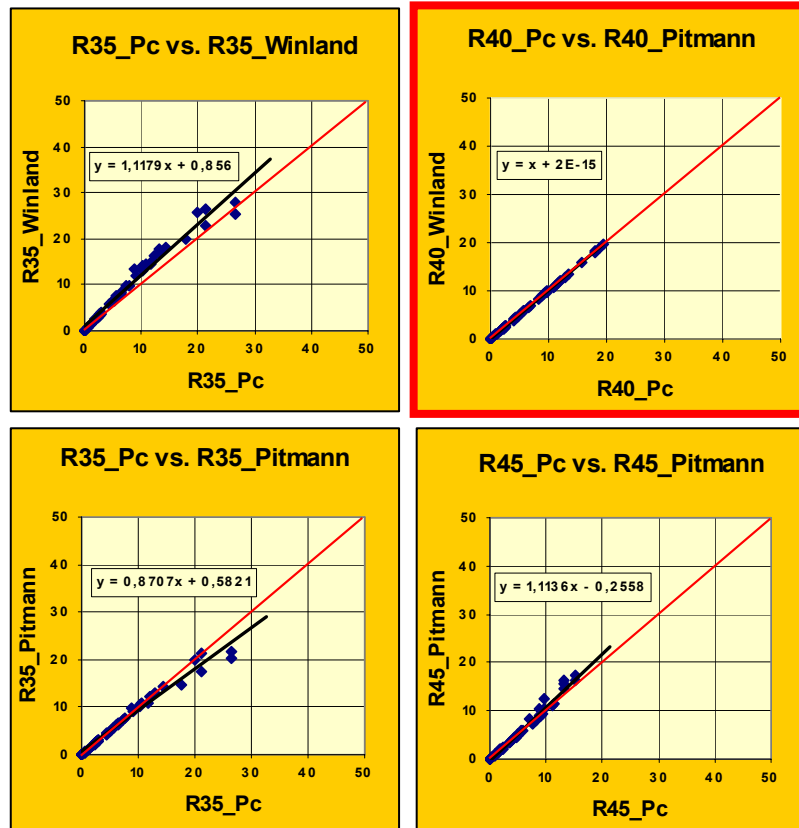 R35_Pc vs. R35_Winland
50
40
30
20
10
0
0 10 20 30 40 50
R35_Winland
R35_Pc
y = 1,1179x + 0,856
R40_Pc vs. R40_Pitmann
50
40
30
20
10
0
0 10 20 30 40 50
R40_Winland
R40_Pc
y = x + 2E-15
R35_Pc vs. R35_Pitmann
50
40
30
20
10
0
0 10 20 30 40 50
R35_Pitmann
R35_Pc
y = 0,8707x + 0,5821
R45_Pc vs. R45_Pitmann
50
40
30
20
10
0
0 10 20 30 40 50
R45_Pitmann
R45_Pc
y = 1,1136x - 0,2558